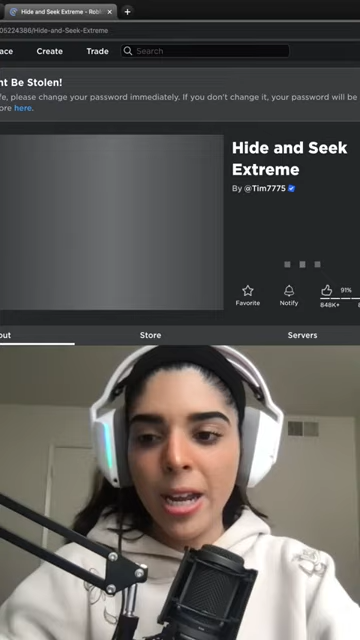 Hide and Seek Extreme - Rob
05224386/Hide-and-Seek-Extreme
ace Create Trade Search
nt Be Stolen!
fe, please change your password immediately. If you don't change it, your password will be
ore here.
Hide and Seek
Extreme
By @Tim7775
91%
Favorite Notify 848K+
out Store Servers